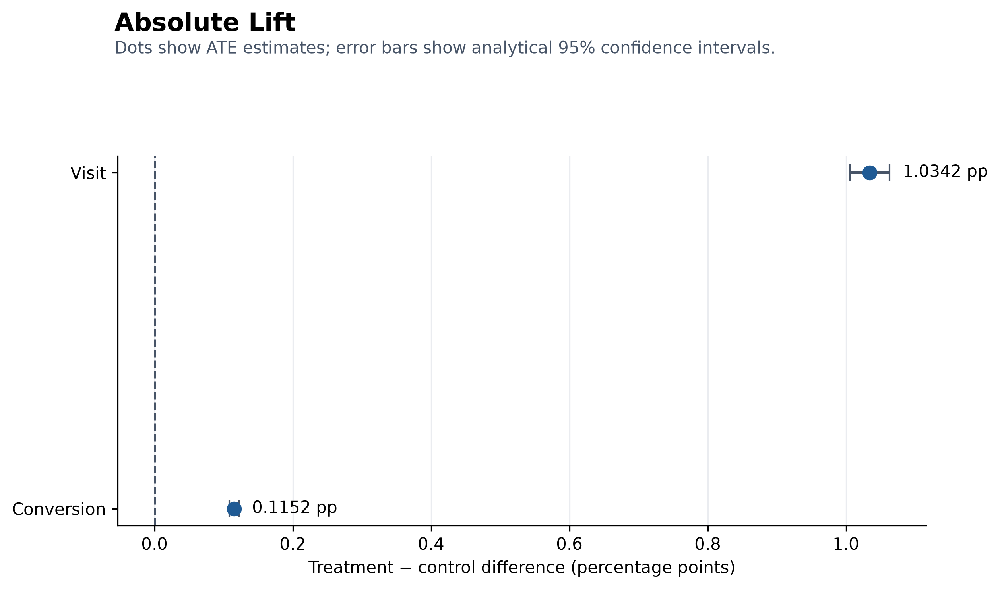 Absolute Lift
Dots show ATE estimates; error bars show analytical 95% confidence intervals.
Visit
1.0342 pp
Conversion
0.1152 pp
0.0 0.2 0.4 0.6 0.8 1.0
Treatment − control difference (percentage points)